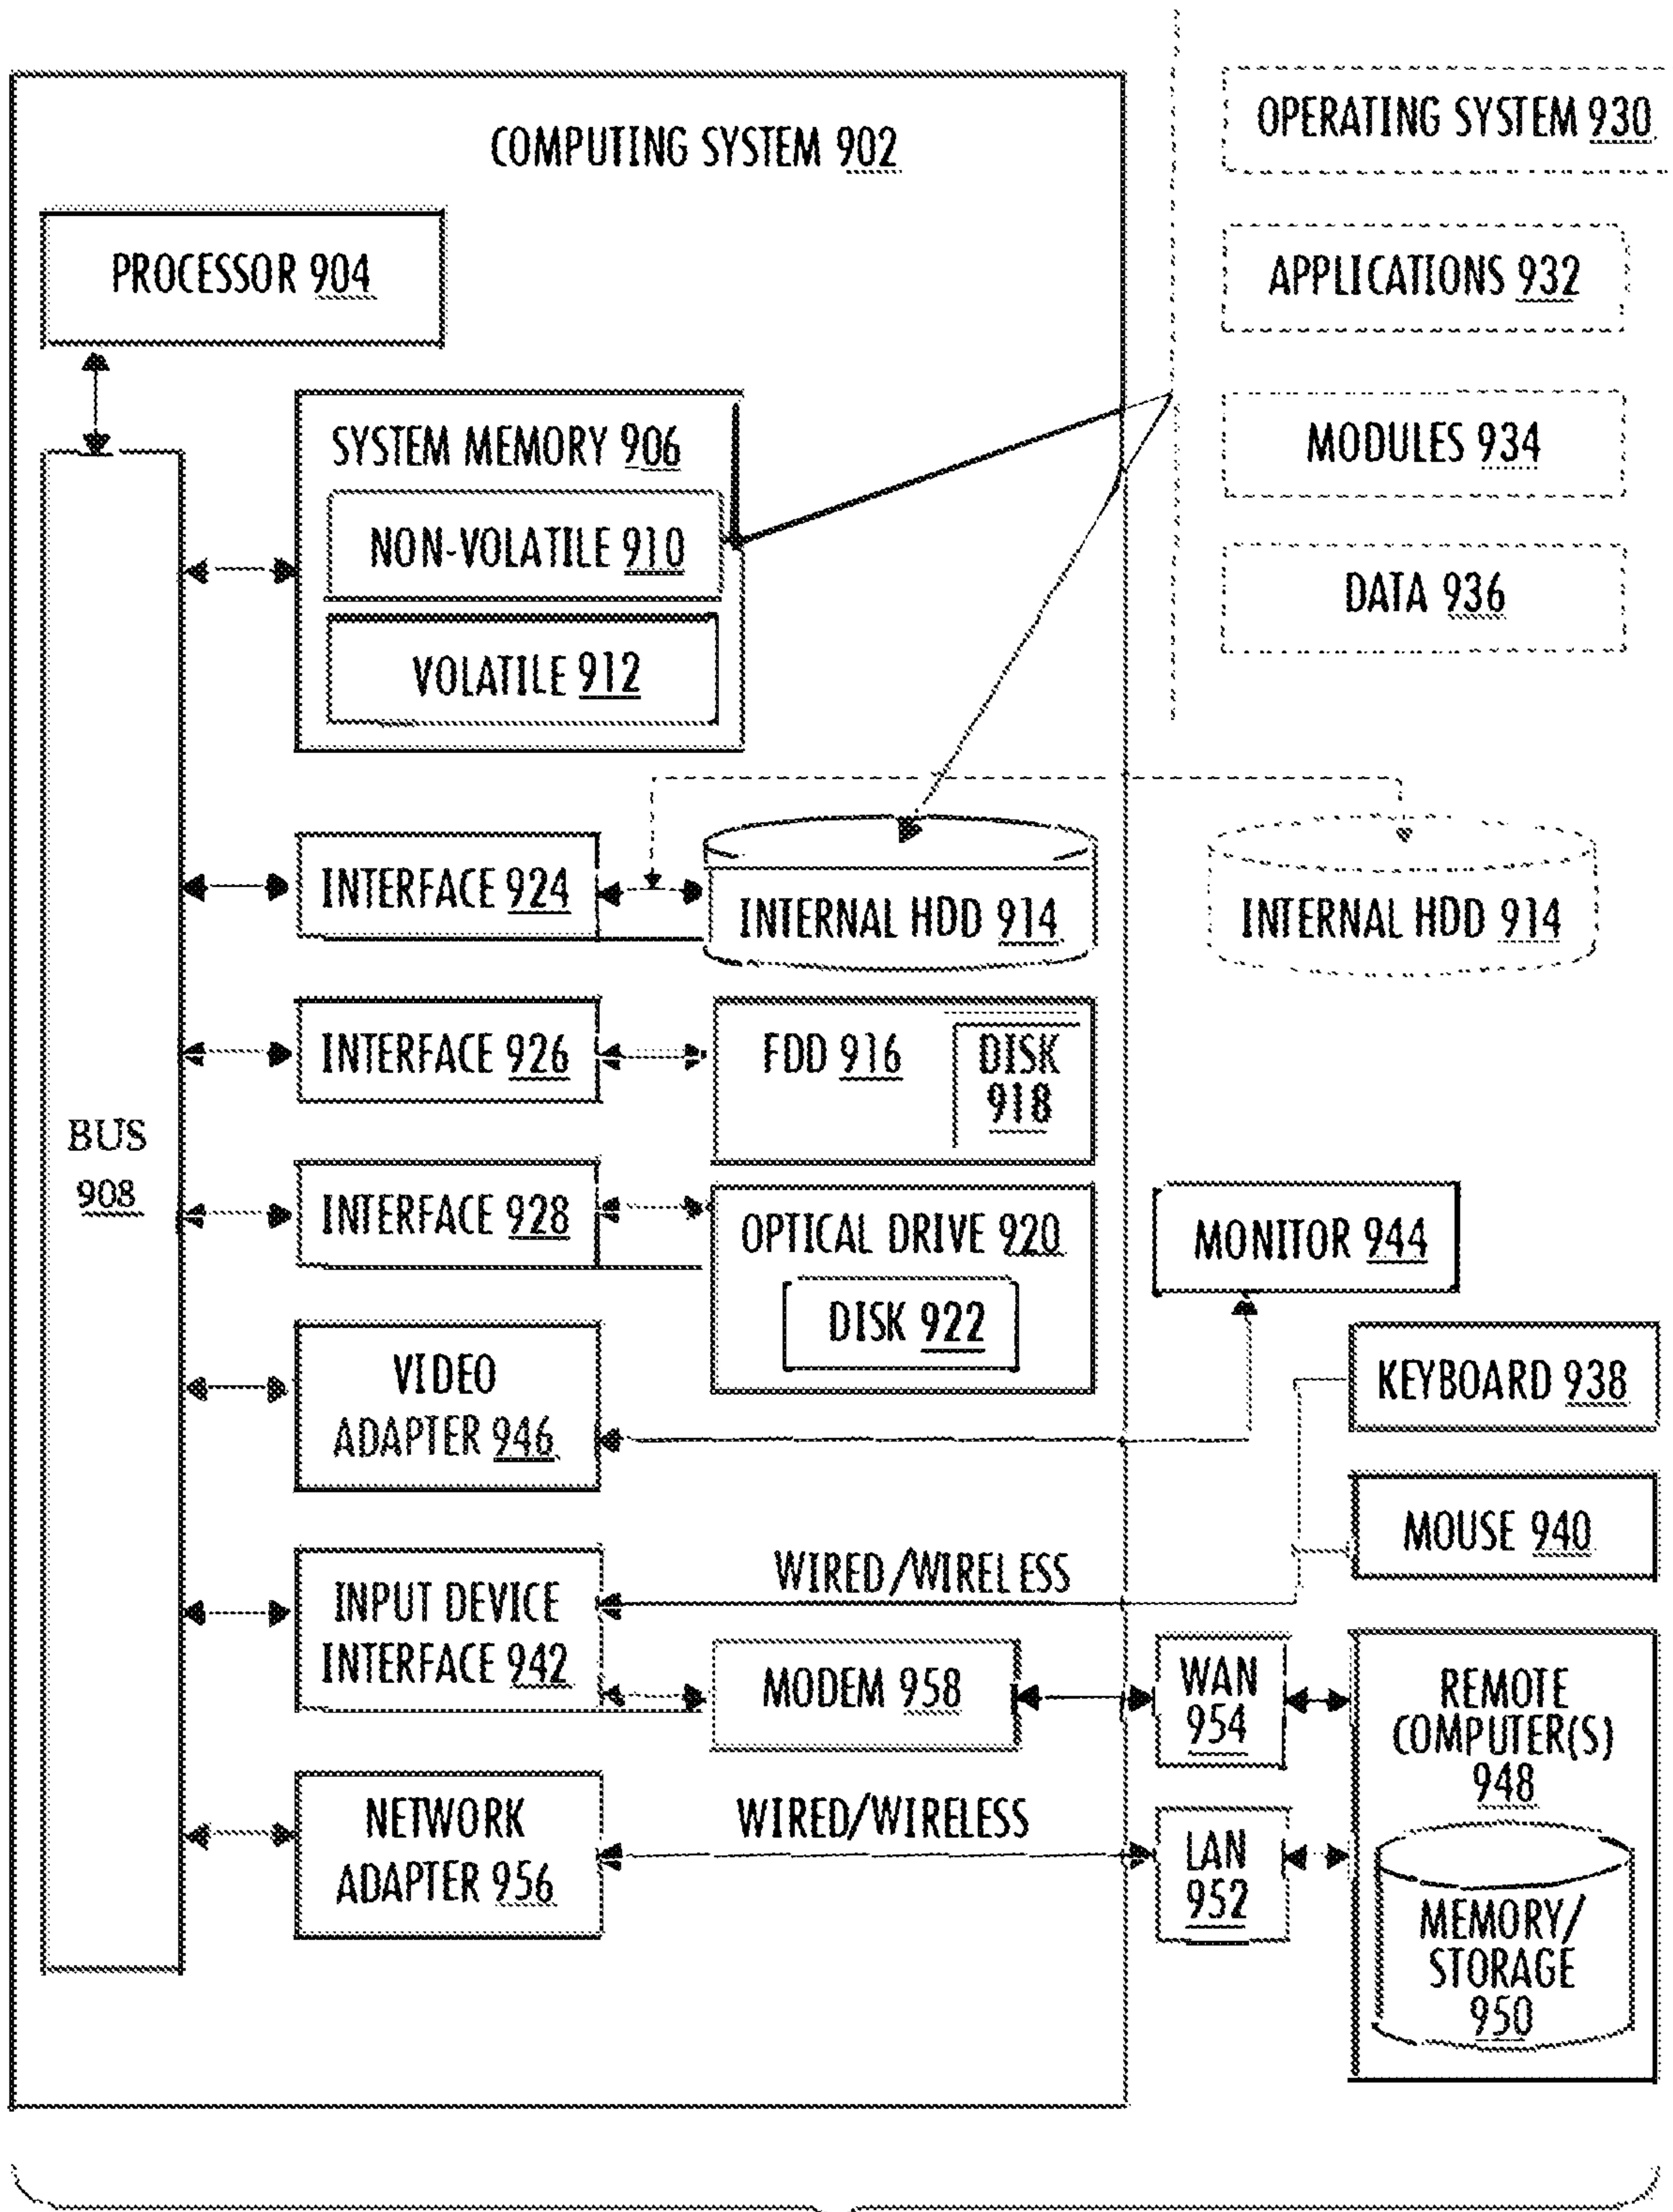 COMPUTING SYSTEM 902
OPERATING SYSTEM 930
PROCESSOR 904
APPLICATIONS 932
SYSTEM MEMORY 906
MODULES 934
NON-VOLATILE 910
DATA 936
VOLATILE 912
INTERFACE 924
INTERNAL HDD 914
INTERNAL HDD 914
INTERFACE 926
FDD 916
DISK
918
BUS
908
INTERFACE 928
OPTICAL DRIVE 920
DISK 922
MONITOR 944
VIDEO
ADAPTER 946
KEYBOARD 938
MOUSE 940
WIRED/WIRELESS
INPUT DEVICE
INTERFACE 942
MODEM 958
WAN
954
REMOTE
COMPUTER(S)
948
NETWORK
ADAPTER 956
WIRED/WIRELESS
LAN
952
MEMORY/
STORAGE
950